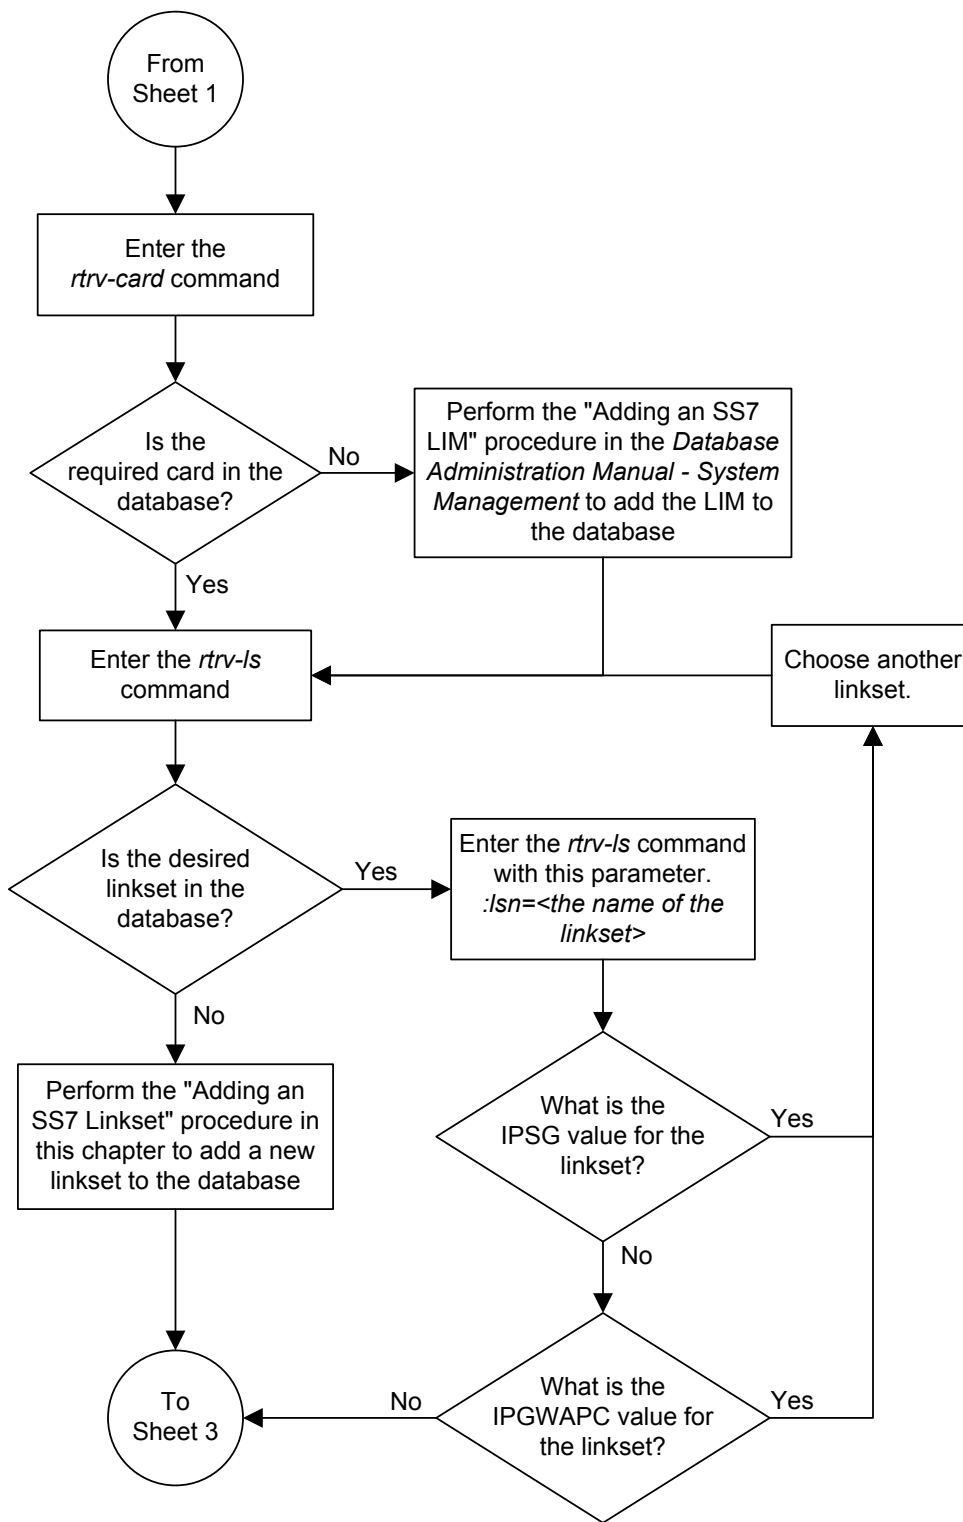 From
Sheet 1
Enter the
rtrv-card command
Is the
required card in the
database?
No
Perform the "Adding an SS7
LIM" procedure in the Database
Administration Manual - System
Management to add the LIM to
the database
Yes
Enter the rtrv-ls
command
Choose another
linkset.
Is the desired
linkset in the
database?
Yes
Enter the rtrv-ls command
with this parameter.
:lsn=<the name of the
linkset>
No
Perform the "Adding an
SS7 Linkset" procedure in
this chapter to add a new
linkset to the database
What is the
IPSG value for the
linkset?
Yes
No
To
Sheet 3
No
What is the
IPGWAPC value for
the linkset?
Yes